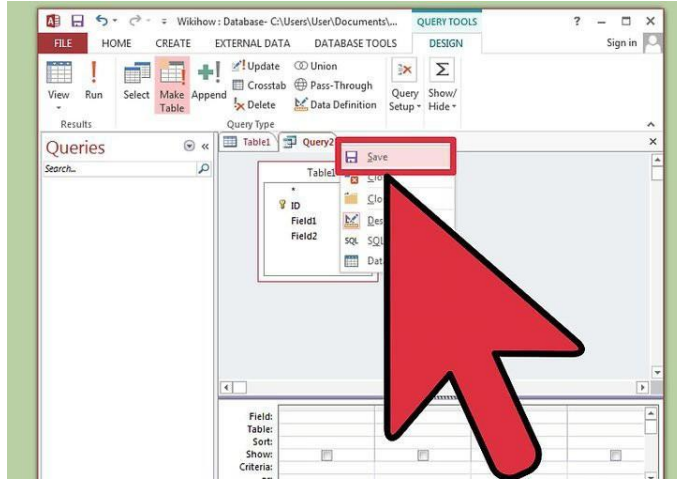 Wikihow : Database- C:\Users\User\Documents\...
QUERY TOOLS
FILE HOME CREATE EXTERNAL DATA DATABASE TOOLS DESIGN Sign in
View
Run
Select
Make Table
Append
Update
Crosstab
Delete
Union
Pass-Through
Data Definition
Query Setup
Show/ Hide
Results
Query Type
Queries
Search...
Table1
Query2
Save
Table1
*
ID
Field1
Field2
SQL
Field:
Table:
Sort:
Show:
Criteria:
or: